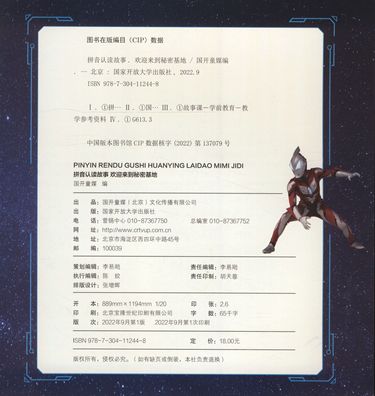 图书在版编目（CIP）数据
拼音认读故事．欢迎来到秘密基地 / 国开童媒编
．— 北京：国家开放大学出版社，2022.9
ISBN 978-7-304-11244-8
Ⅰ．①拼… Ⅱ．①国… Ⅲ．①故事课－学前教育－教
学参考资料 Ⅳ．①G613.3
中国版本图书馆 CIP 数据核字（2022）第 137079 号
PINYIN RENDU GUSHI HUANYING LAIDAO MIMI JIDI
拼音认读故事 欢迎来到秘密基地
国开童媒 编
出品：国开童媒（北京）文化传播有限公司
出版：国家开放大学出版社
电话：营销中心 010-87367750 总编室 010-87367752
网址：http://www.crtvup.com.cn
地址：北京市海淀区西四环中路45号
邮编：100039
策划编辑：李易飏 责任编辑：李易飏
执行编辑：陈 责任印制：胡天蓉
排版设计：张增辉
开本：889mm×1194mm 1/20 印张：2.6
印刷：北京宝隆世纪印刷有限公司 字数：65千字
版次：2022年9月第1版 2022年9月第1次印刷
ISBN 978-7-304-11244-8 定价：18.00元
版权所有，侵权必究。（如有缺页或倒装，本社负责退换）